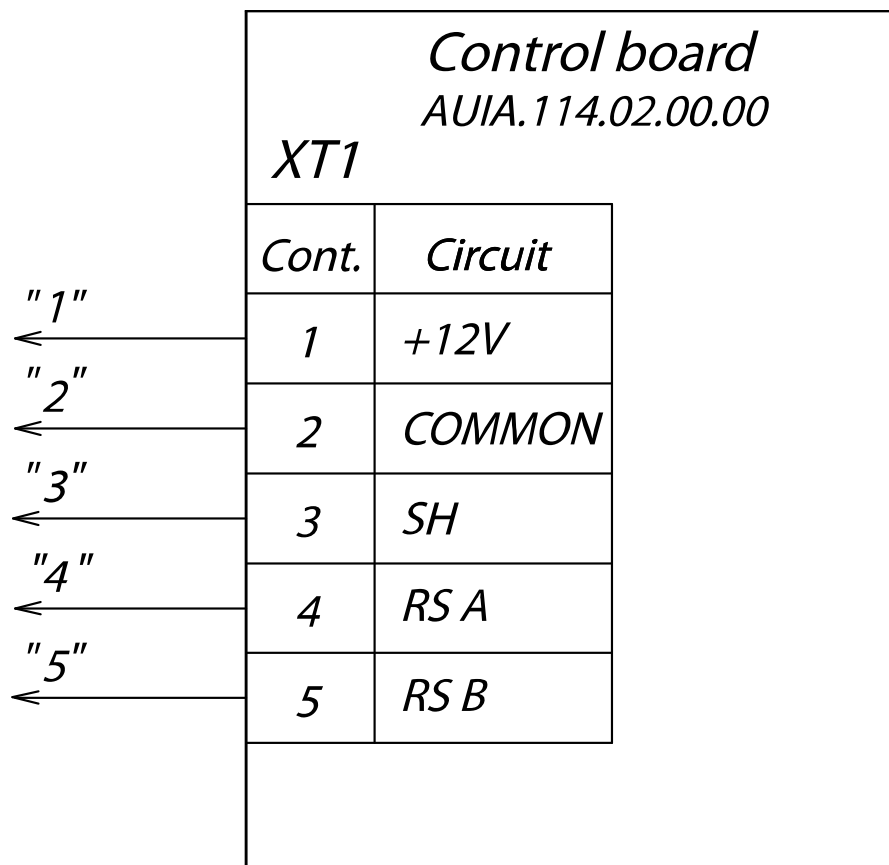 Control board
AUIA.114.02.00.00
XT1
Cont. Circuit
"1"
1 +12V
"2"
2 COMMON
"3"
3 SH
"4"
4 RS A
"5"
5 RS B